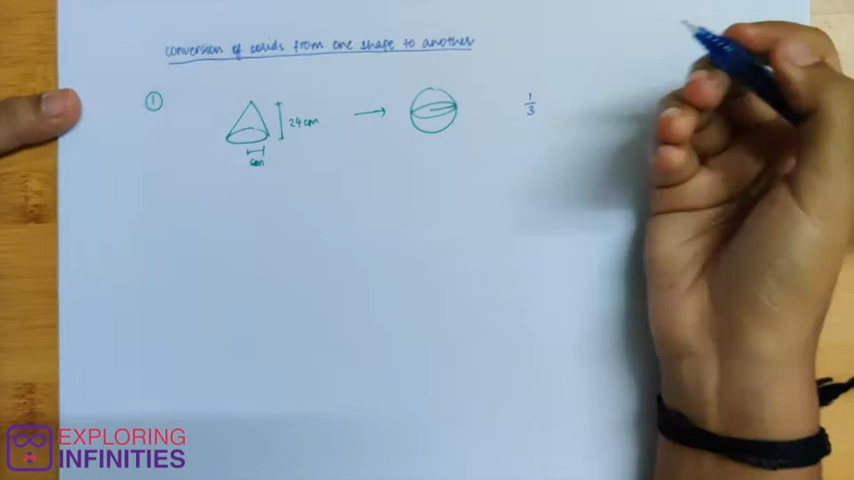 conversion of solids from one shape to another
1
24 cm
1
3
EXPLORING
INFINITIES